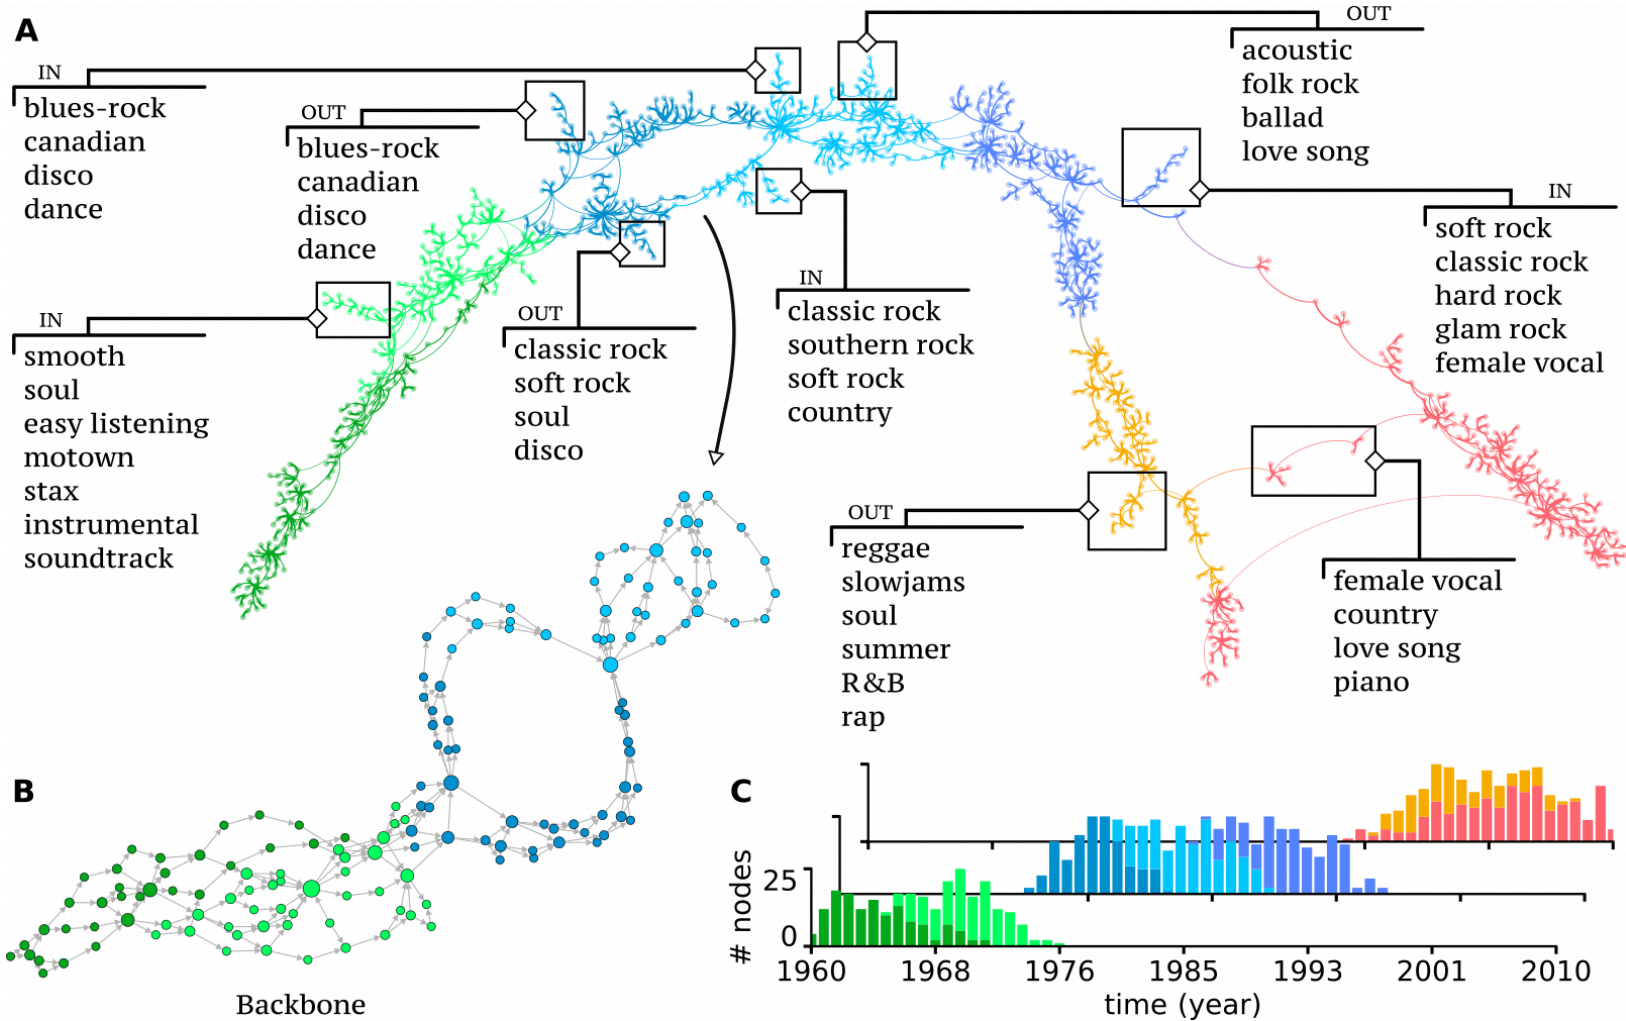 A
IN
blues-rock
canadian
disco
dance
OUT
blues-rock
canadian
disco
dance
OUT
acoustic
folk rock
ballad
love song
IN
soft rock
classic rock
hard rock
glam rock
female vocal
IN
smooth
soul
easy listening
motown
stax
instrumental
soundtrack
OUT
classic rock
soft rock
soul
disco
IN
classic rock
southern rock
soft rock
country
OUT
reggae
slowjams
soul
summer
R&B
rap
female vocal
country
love song
piano
B
Backbone
C
# nodes
25
0
1960 1968 1976 1985 1993 2001 2010
time (year)